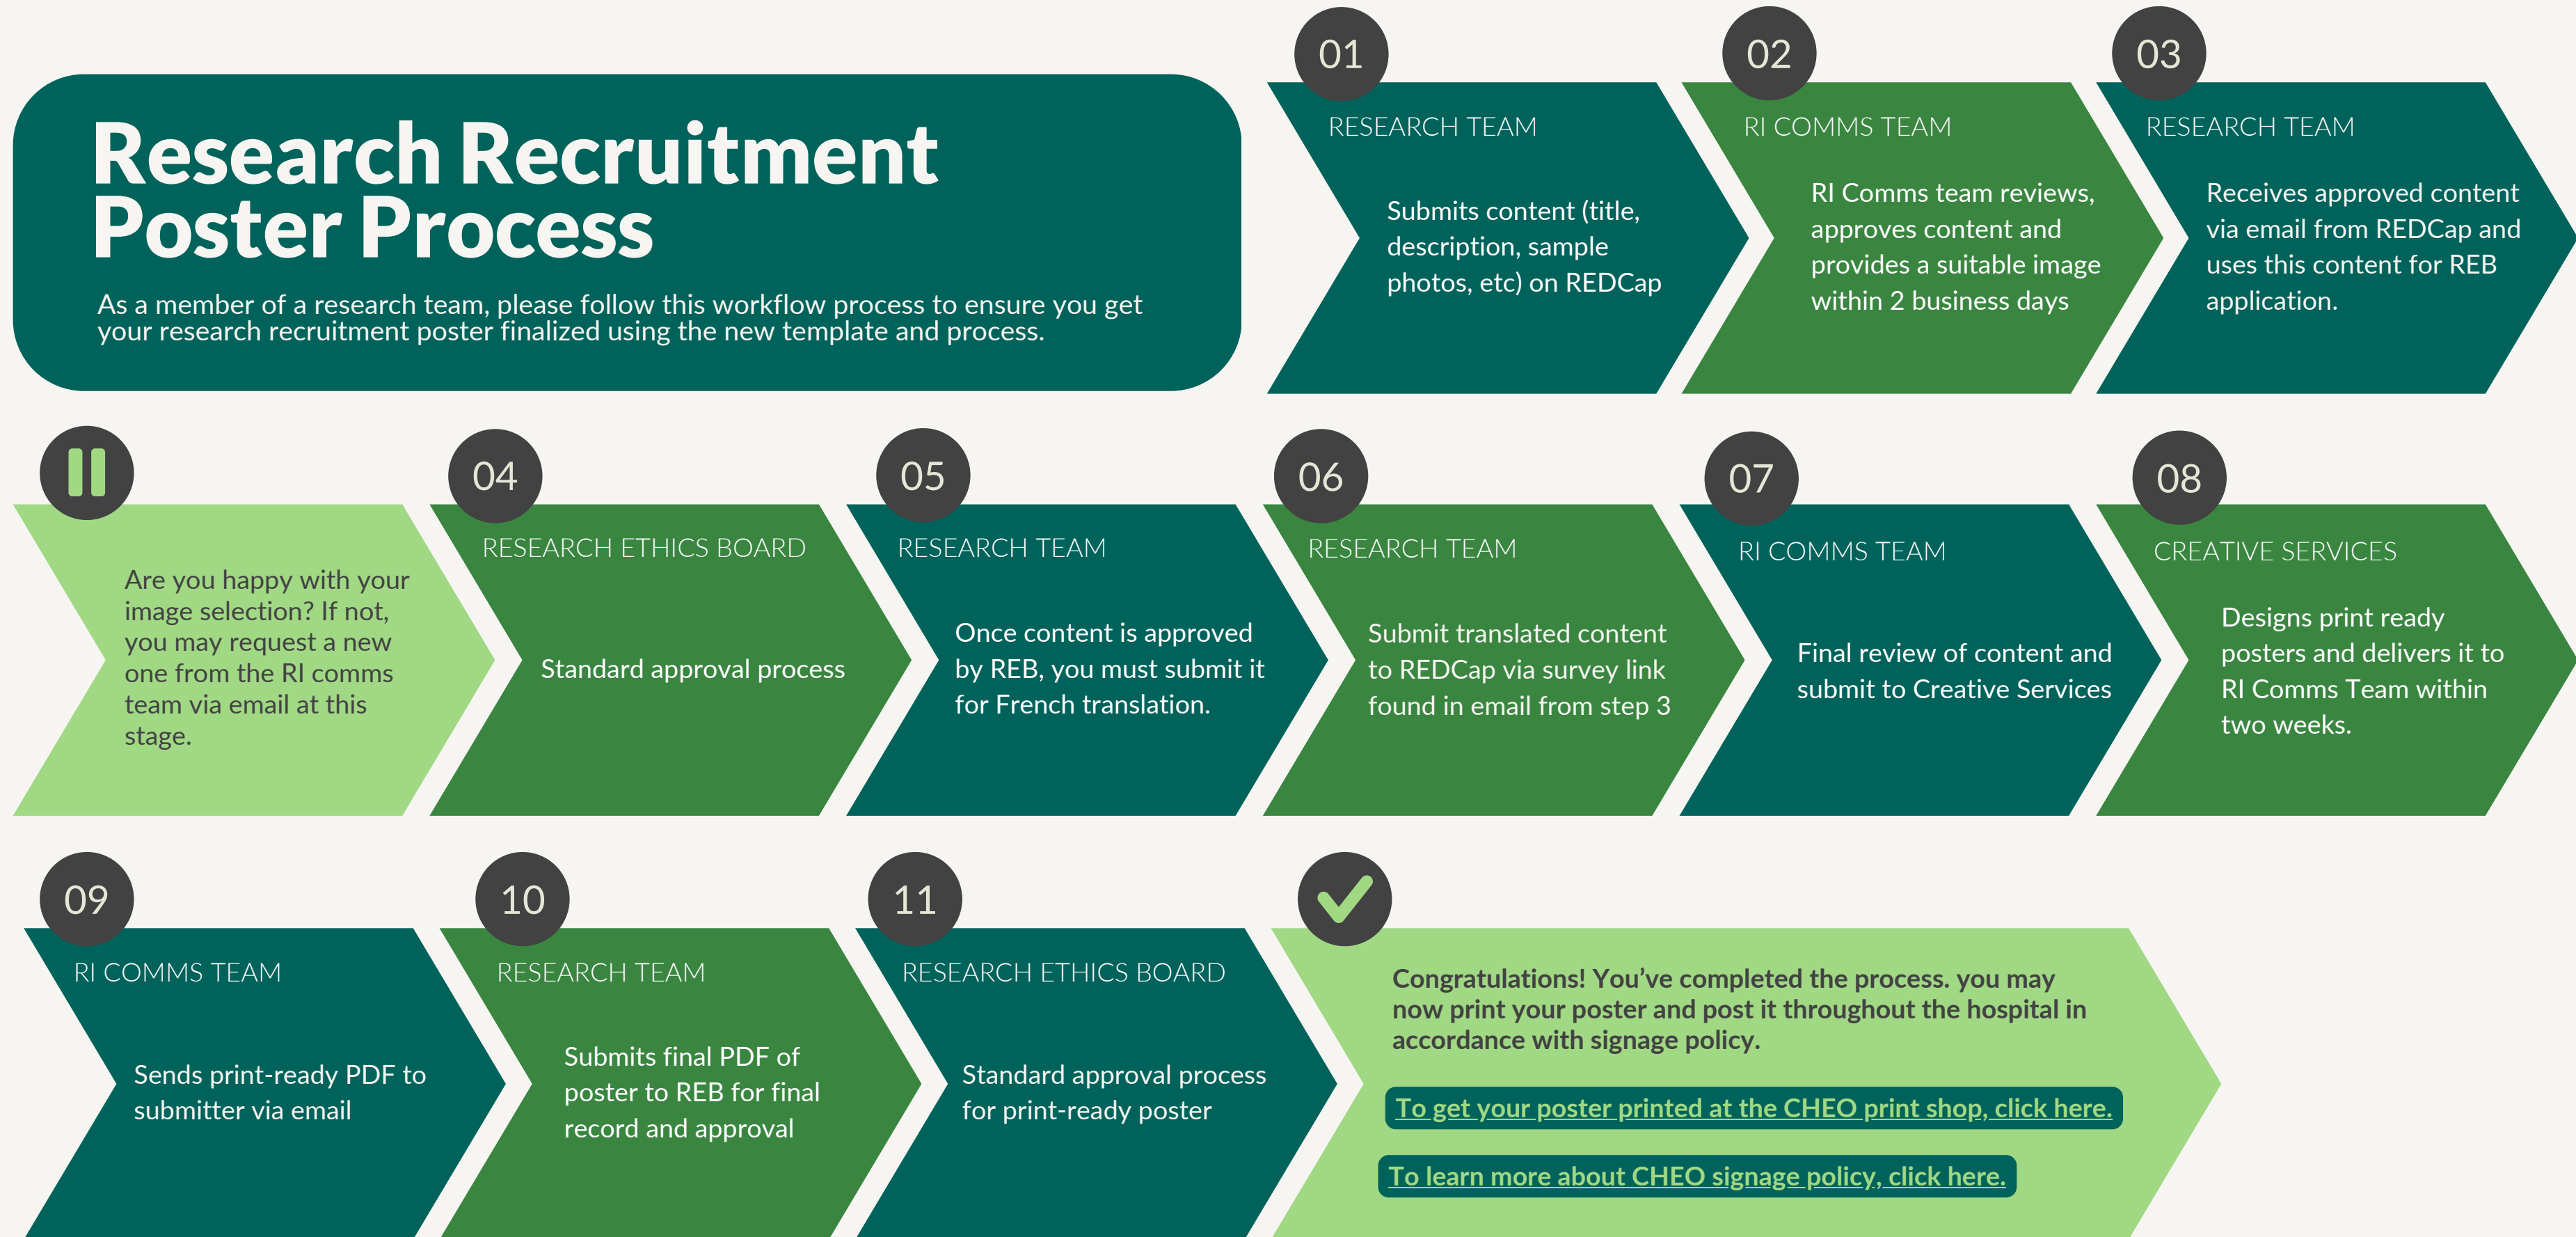 Research Recruitment
Poster Process
As a member of a research team, please follow this workflow process to ensure you get
your research recruitment poster finalized using the new template and process.
01
RESEARCH TEAM
Submits content (title,
description, sample
photos, etc) on REDCap
02
RI COMMS TEAM
RI Comms team reviews,
approves content and
provides a suitable image
within 2 business days
03
RESEARCH TEAM
Receives approved content
via email from REDCap and
uses this content for REB
application.
Are you happy with your
image selection? If not,
you may request a new
one from the RI comms
team via email at this
stage.
04
RESEARCH ETHICS BOARD
Standard approval process
05
RESEARCH TEAM
Once content is approved
by REB, you must submit it
for French translation.
06
RESEARCH TEAM
Submit translated content
to REDCap via survey link
found in email from step 3
07
RI COMMS TEAM
Final review of content and
submit to Creative Services
08
CREATIVE SERVICES
Designs print ready
posters and delivers it to
RI Comms Team within
two weeks.
09
RI COMMS TEAM
Sends print-ready PDF to
submitter via email
10
RESEARCH TEAM
Submits final PDF of
poster to REB for final
record and approval
11
RESEARCH ETHICS BOARD
Standard approval process
for print-ready poster
Congratulations! You’ve completed the process. you may
now print your poster and post it throughout the hospital in
accordance with signage policy.
To get your poster printed at the CHEO print shop, click here.
To learn more about CHEO signage policy, click here.